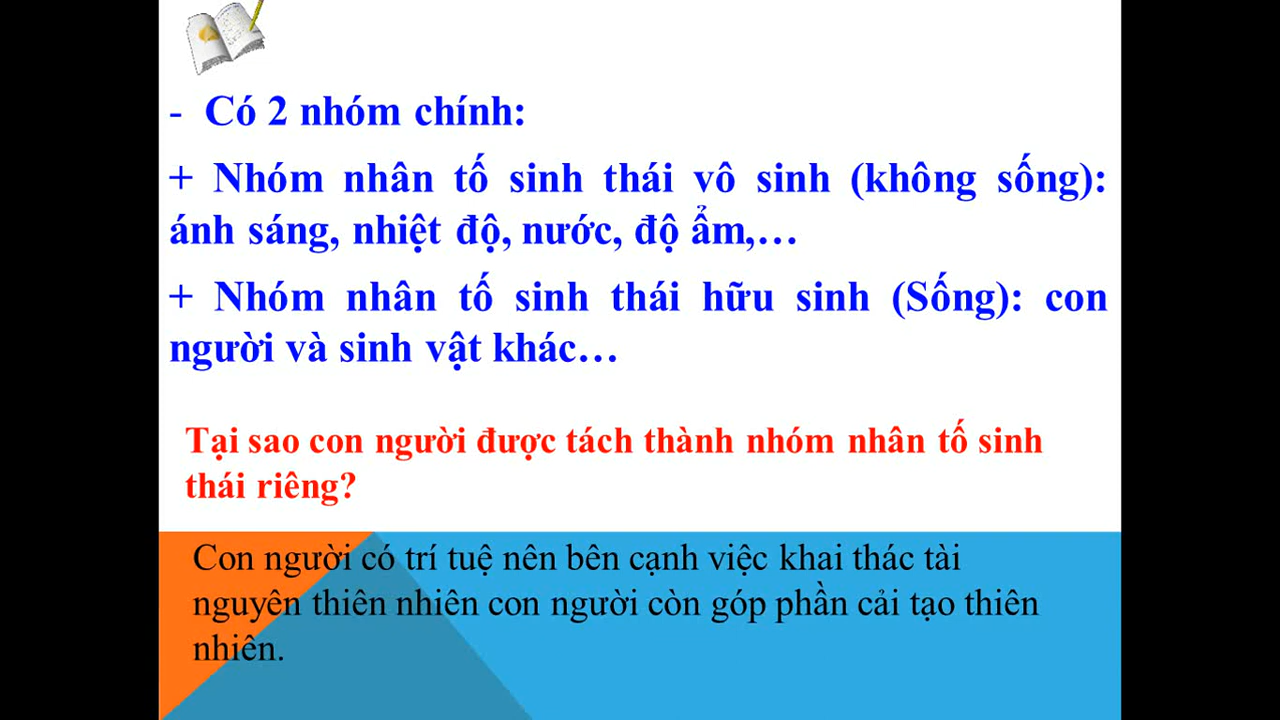 - Có 2 nhóm chính:
+ Nhóm nhân tố sinh thái vô sinh (không sống):
ánh sáng, nhiệt độ, nước, độ ẩm,…
+ Nhóm nhân tố sinh thái hữu sinh (Sống): con
người và sinh vật khác…
Tại sao con người được tách thành nhóm nhân tố sinh
thái riêng?
Con người có trí tuệ nên bên cạnh việc khai thác tài
nguyên thiên nhiên con người còn góp phần cải tạo thiên
nhiên.